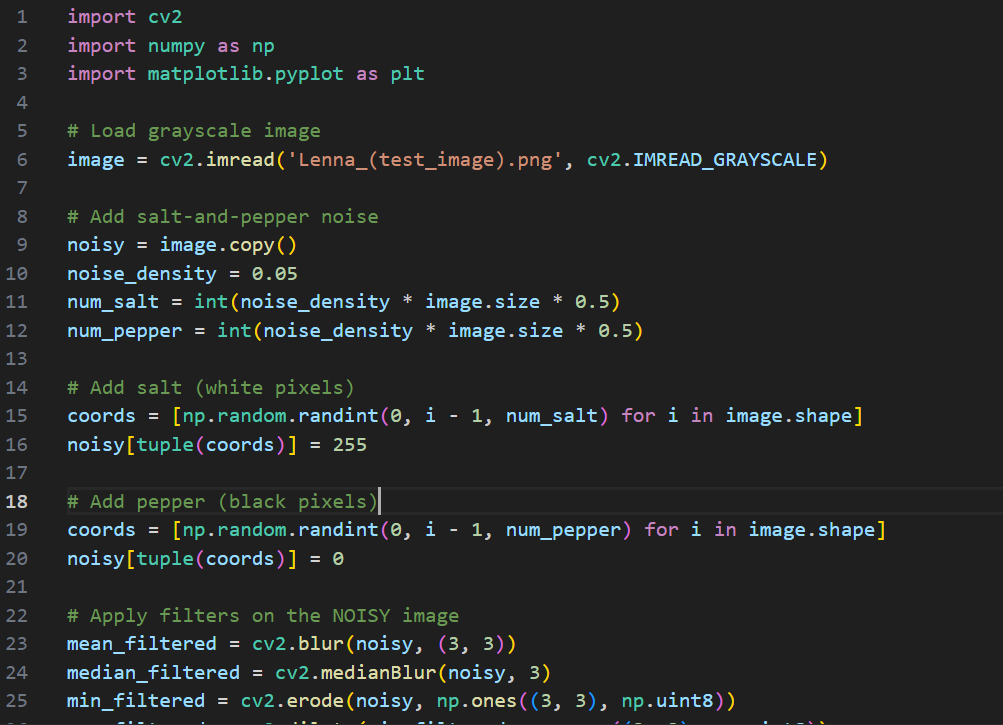 1 import cv2
2 import numpy as np
3 import matplotlib.pyplot as plt
4
5 # Load grayscale image
6 image = cv2.imread('Lenna_(test_image).png', cv2.IMREAD_GRAYSCALE)
7
8 # Add salt-and-pepper noise
9 noisy = image.copy()
10 noise_density = 0.05
11 num_salt = int(noise_density * image.size * 0.5)
12 num_pepper = int(noise_density * image.size * 0.5)
13
14 # Add salt (white pixels)
15 coords = [np.random.randint(0, i - 1, num_salt) for i in image.shape]
16 noisy[tuple(coords)] = 255
17
18 # Add pepper (black pixels)
19 coords = [np.random.randint(0, i - 1, num_pepper) for i in image.shape]
20 noisy[tuple(coords)] = 0
21
22 # Apply filters on the NOISY image
23 mean_filtered = cv2.blur(noisy, (3, 3))
24 median_filtered = cv2.medianBlur(noisy, 3)
25 min_filtered = cv2.erode(noisy, np.ones((3, 3), np.uint8))